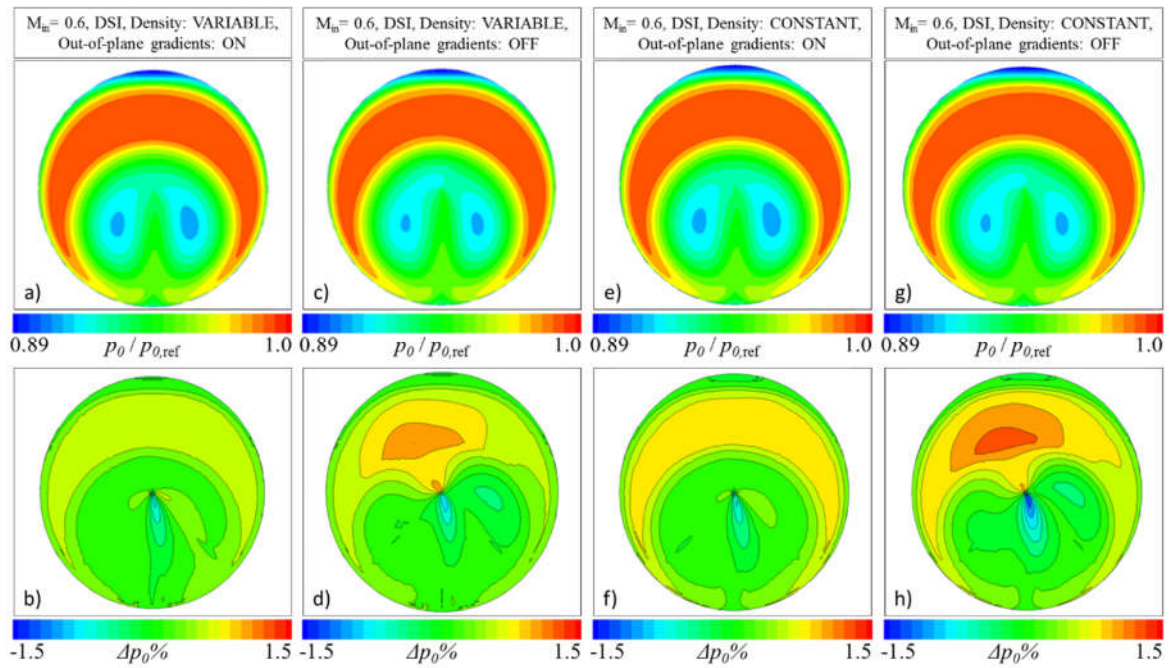 M_in = 0.6, DSI, Density: VARIABLE,
Out-of-plane gradients: ON
M_in = 0.6, DSI, Density: VARIABLE,
Out-of-plane gradients: OFF
M_in = 0.6, DSI, Density: CONSTANT,
Out-of-plane gradients: ON
M_in = 0.6, DSI, Density: CONSTANT,
Out-of-plane gradients: OFF
a)
c)
e)
g)
0.89 p_0 / p_0,ref 1.0
0.89 p_0 / p_0,ref 1.0
0.89 p_0 / p_0,ref 1.0
0.89 p_0 / p_0,ref 1.0
b)
d)
f)
h)
-1.5 Δp_0% 1.5
-1.5 Δp_0% 1.5
-1.5 Δp_0% 1.5
-1.5 Δp_0% 1.5